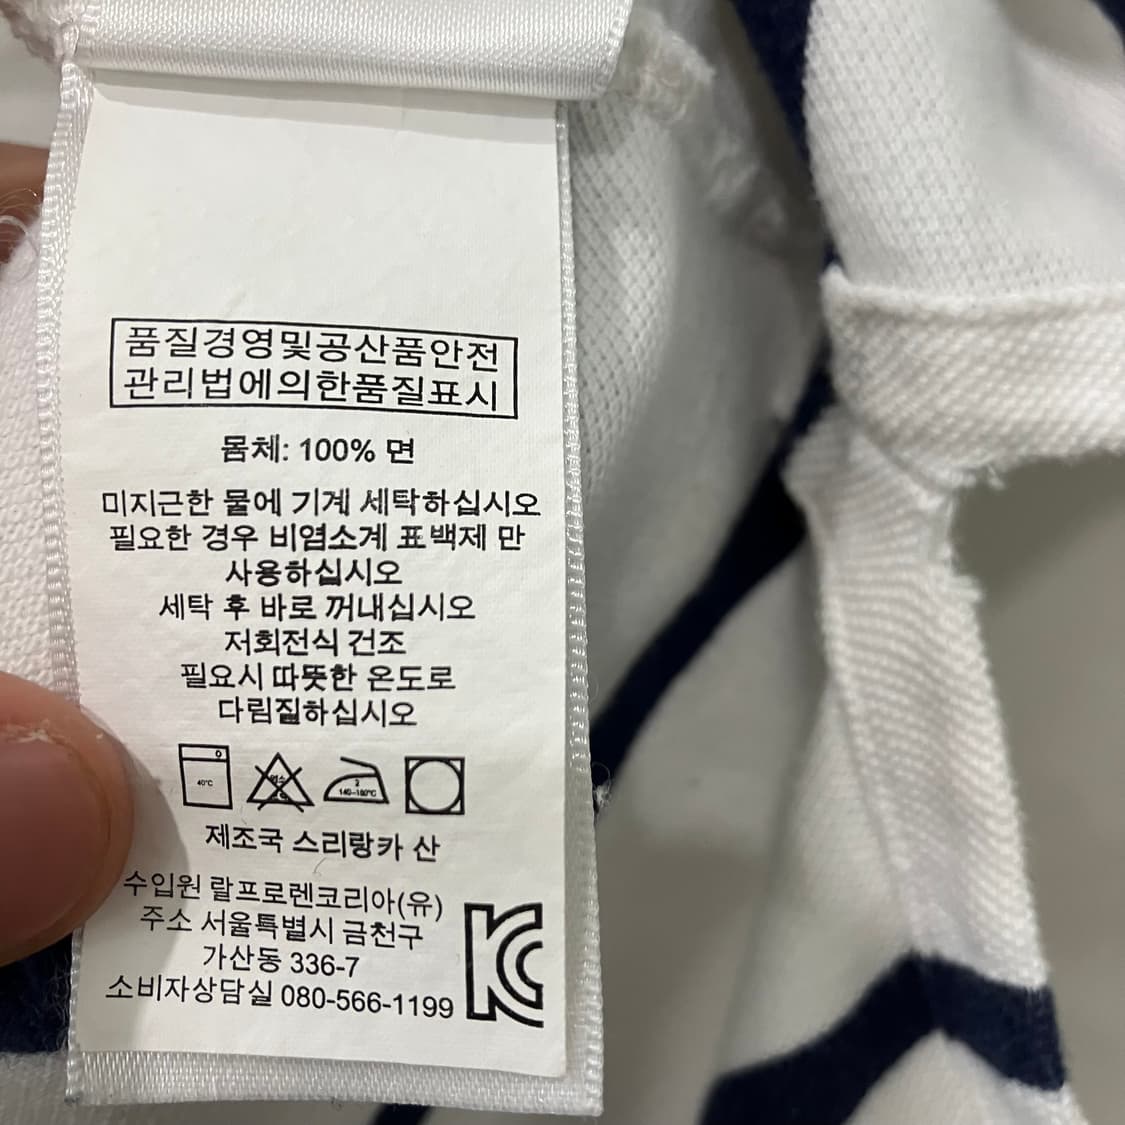 품질경영및공산품안전
관리법에의한품질표시
몸체: 100% 면
미지근한 물에 기계 세탁하십시오
필요한 경우 비염소계 표백제 만
사용하십시오
세탁 후 바로 꺼내십시오
저회전식 건조
필요시 따뜻한 온도로
다림질하십시오
40°C
염소
2
140~160°C
제조국 스리랑카 산
수입원 랄프로렌코리아(유)
주소 서울특별시 금천구
가산동 336-7
소비자상담실 080-566-1199
KC